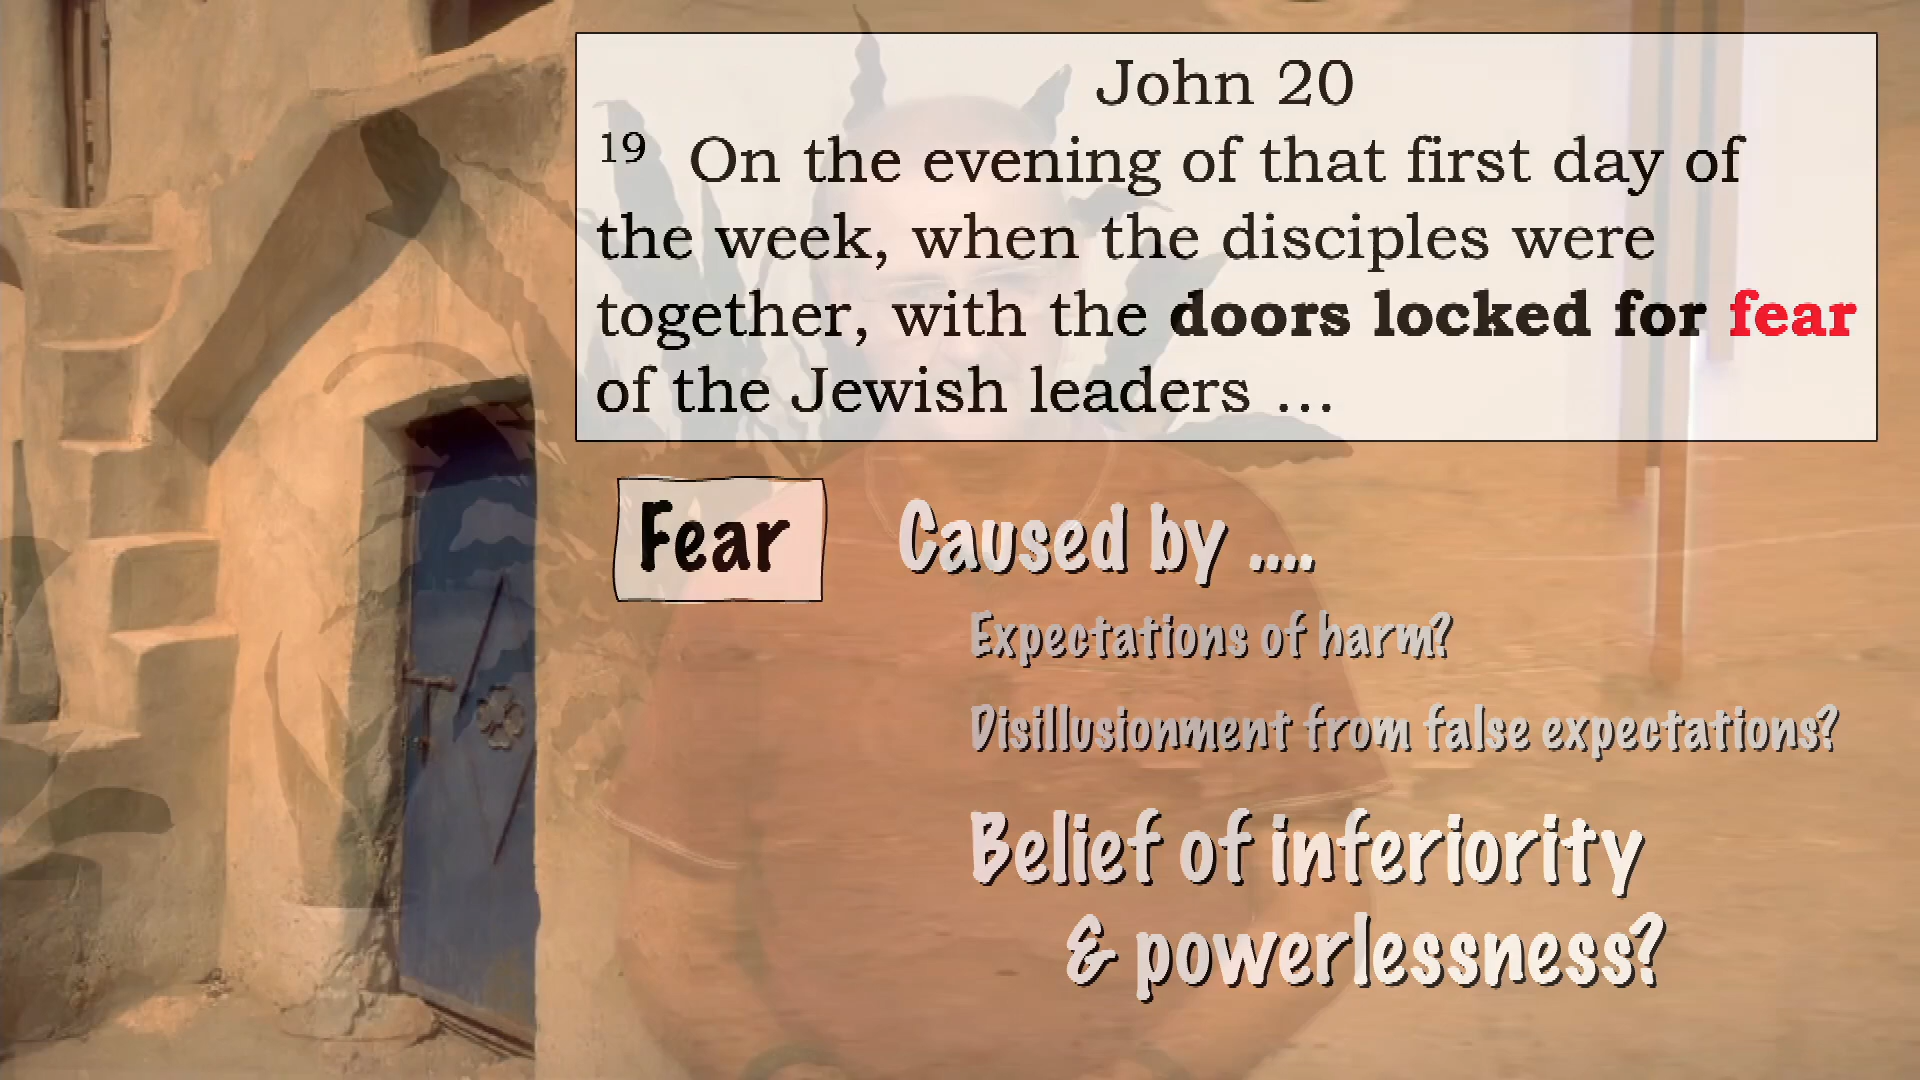 John 20
19 On the evening of that first day of
the week, when the disciples were
together, with the doors locked for fear
of the Jewish leaders ...
Fear Caused by ....
Expectations of harm?
Disillusionment from false expectations?
Belief of inferiority
& powerlessness?